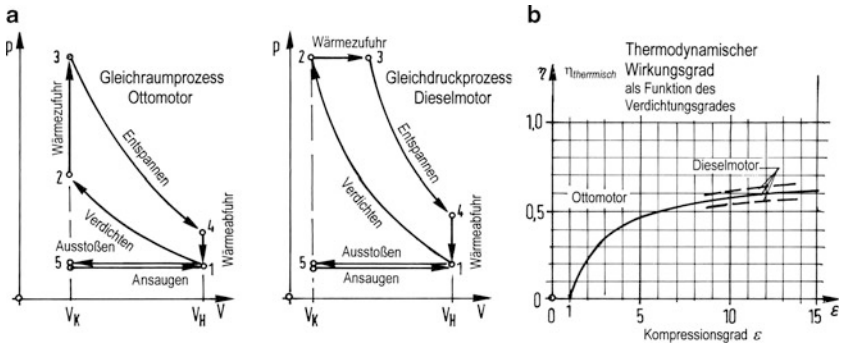 a
p
3
Gleichraumprozess
Ottomotor
Wärmezufuhr
Entspannen
2
Verdichten
4
Wärmeabfuhr
Ausstoßen
5
1
Ansaugen
V_K
V_H
V
p
Wärmezufuhr
2
3
Gleichdruckprozess
Dieselmotor
Entspannen
Verdichten
4
Wärmeabfuhr
Ausstoßen
5
1
Ansaugen
V_K
V_H
V
b
Thermodynamischer
η
η_thermisch
Wirkungsgrad
als Funktion des
Verdichtungsgrades
1,0
Dieselmotor
Ottomotor
0,5
0
0
1
5
10
15
ε
Kompressionsgrad ε